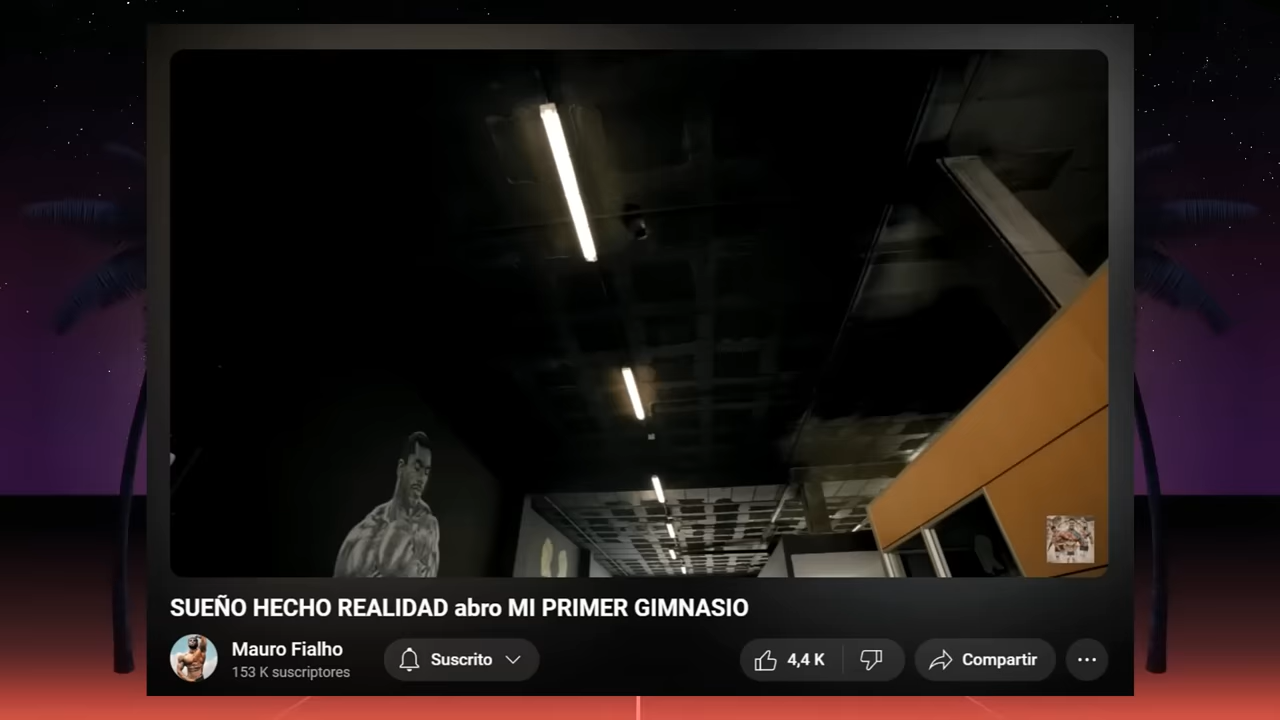 SUEÑO HECHO REALIDAD abro MI PRIMER GIMNASIO
Mauro Fialho
153 K suscriptores
Suscrito
4,4 K
Compartir